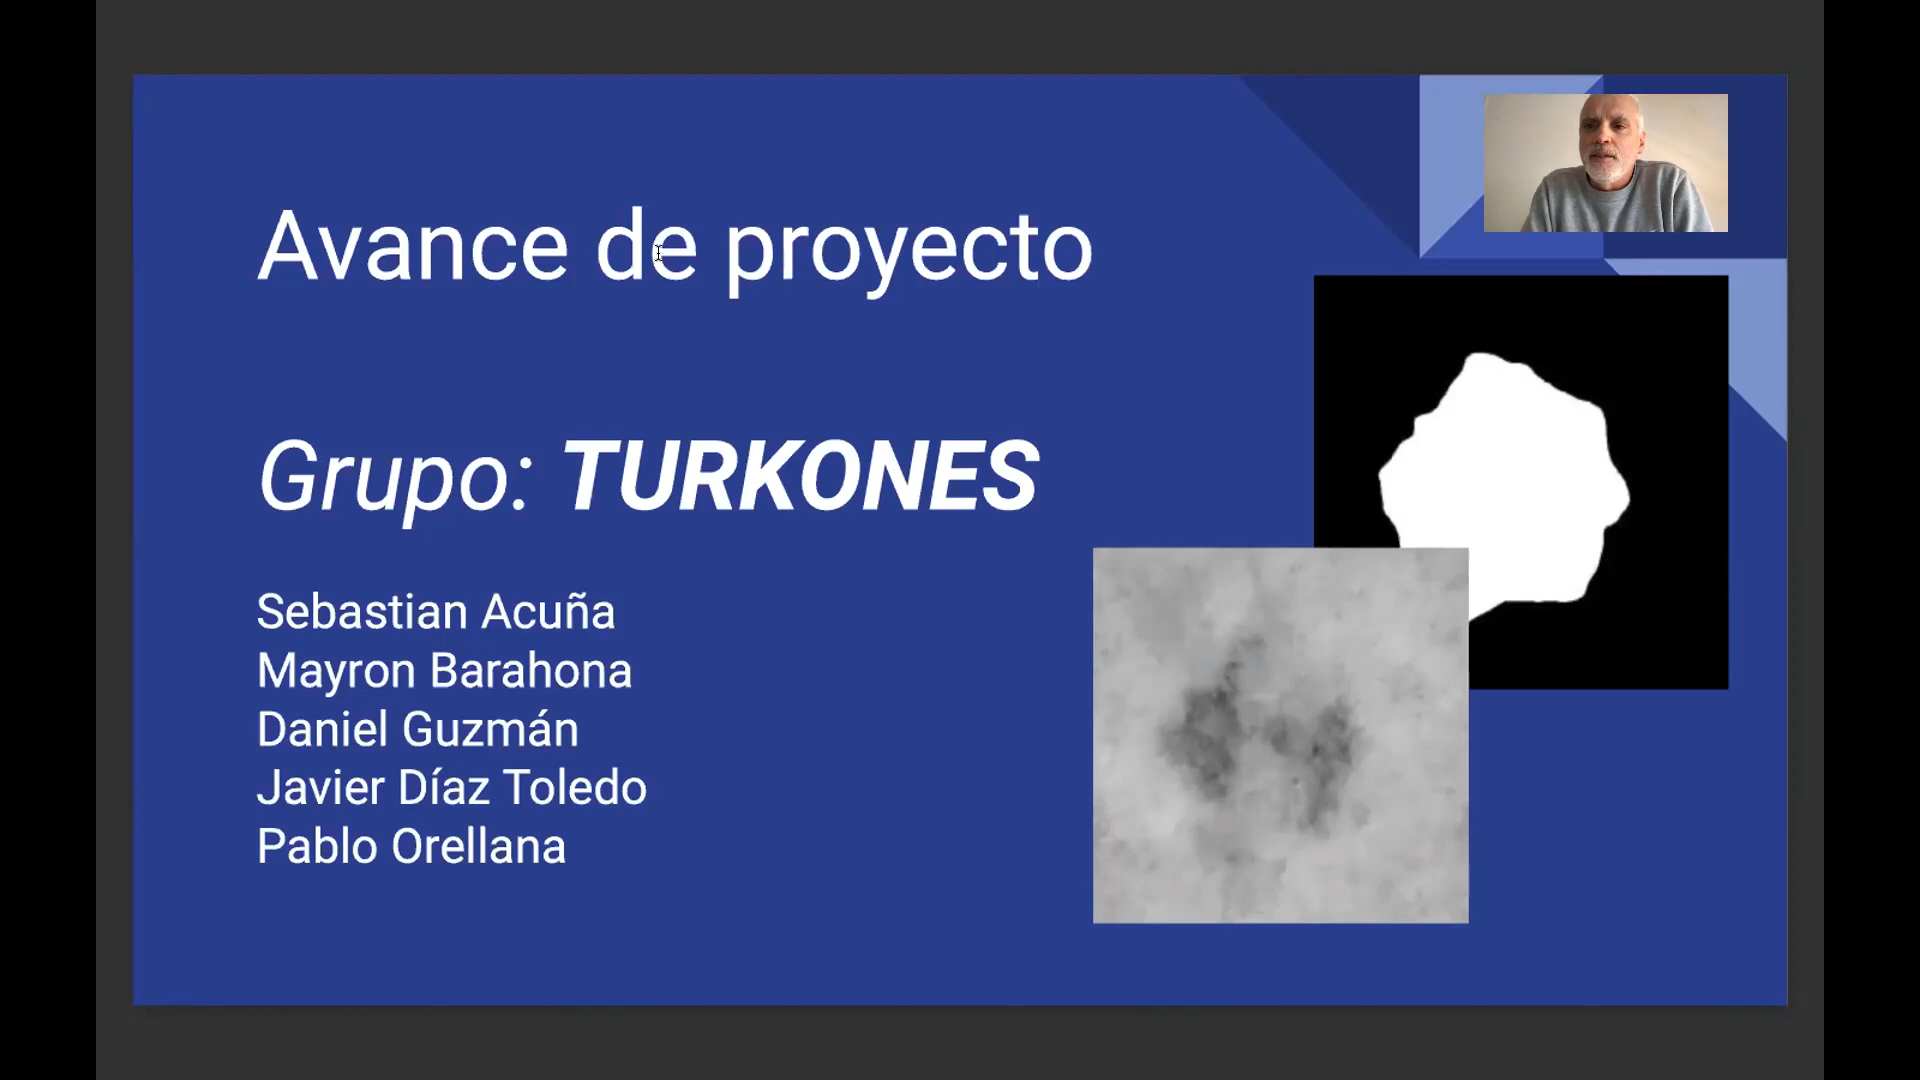 Avance de proyecto
Grupo: TURKONES
Sebastian Acuña
Mayron Barahona
Daniel Guzmán
Javier Díaz Toledo
Pablo Orellana